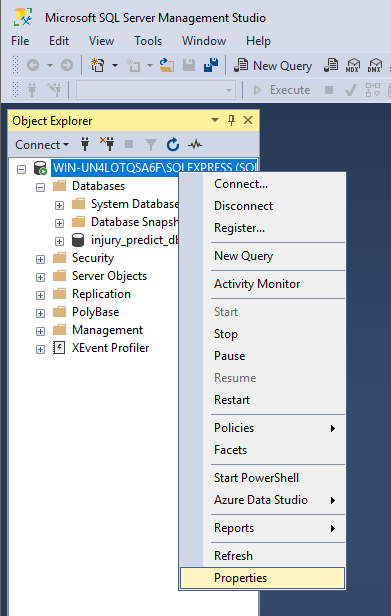 Microsoft SQL Server Management Studio
File Edit View Tools Window Help
New Query MDX DMX
Execute
Object Explorer
Connect
WIN-UN4LOTQSA6F\SQLEXPRESS (SQL
Databases
System Database
Database Snapsh
injury_predict_db
Security
Server Objects
Replication
PolyBase
Management
XEvent Profiler
Connect...
Disconnect
Register...
New Query
Activity Monitor
Start
Stop
Pause
Resume
Restart
Policies
Facets
Start PowerShell
Azure Data Studio
Reports
Refresh
Properties